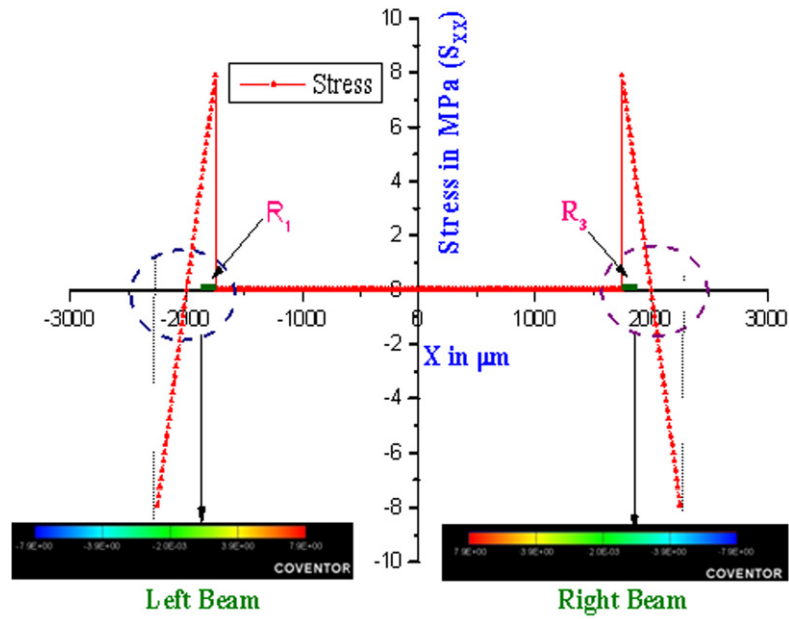 10
8
6
4
2
0
-2
-4
-6
-8
-10
Stress in MPa (Sxx)
Stress
R1
R3
-3000 -2000 -1000 0 1000 2000 3000
X in μm
-7.9E+00 -3.9E+00 -2.0E-03 3.9E+00 7.9E+00
COVENTOR
7.9E+00 3.9E+00 2.0E-03 -3.9E+00 -7.9E+00
COVENTOR
Left Beam
Right Beam